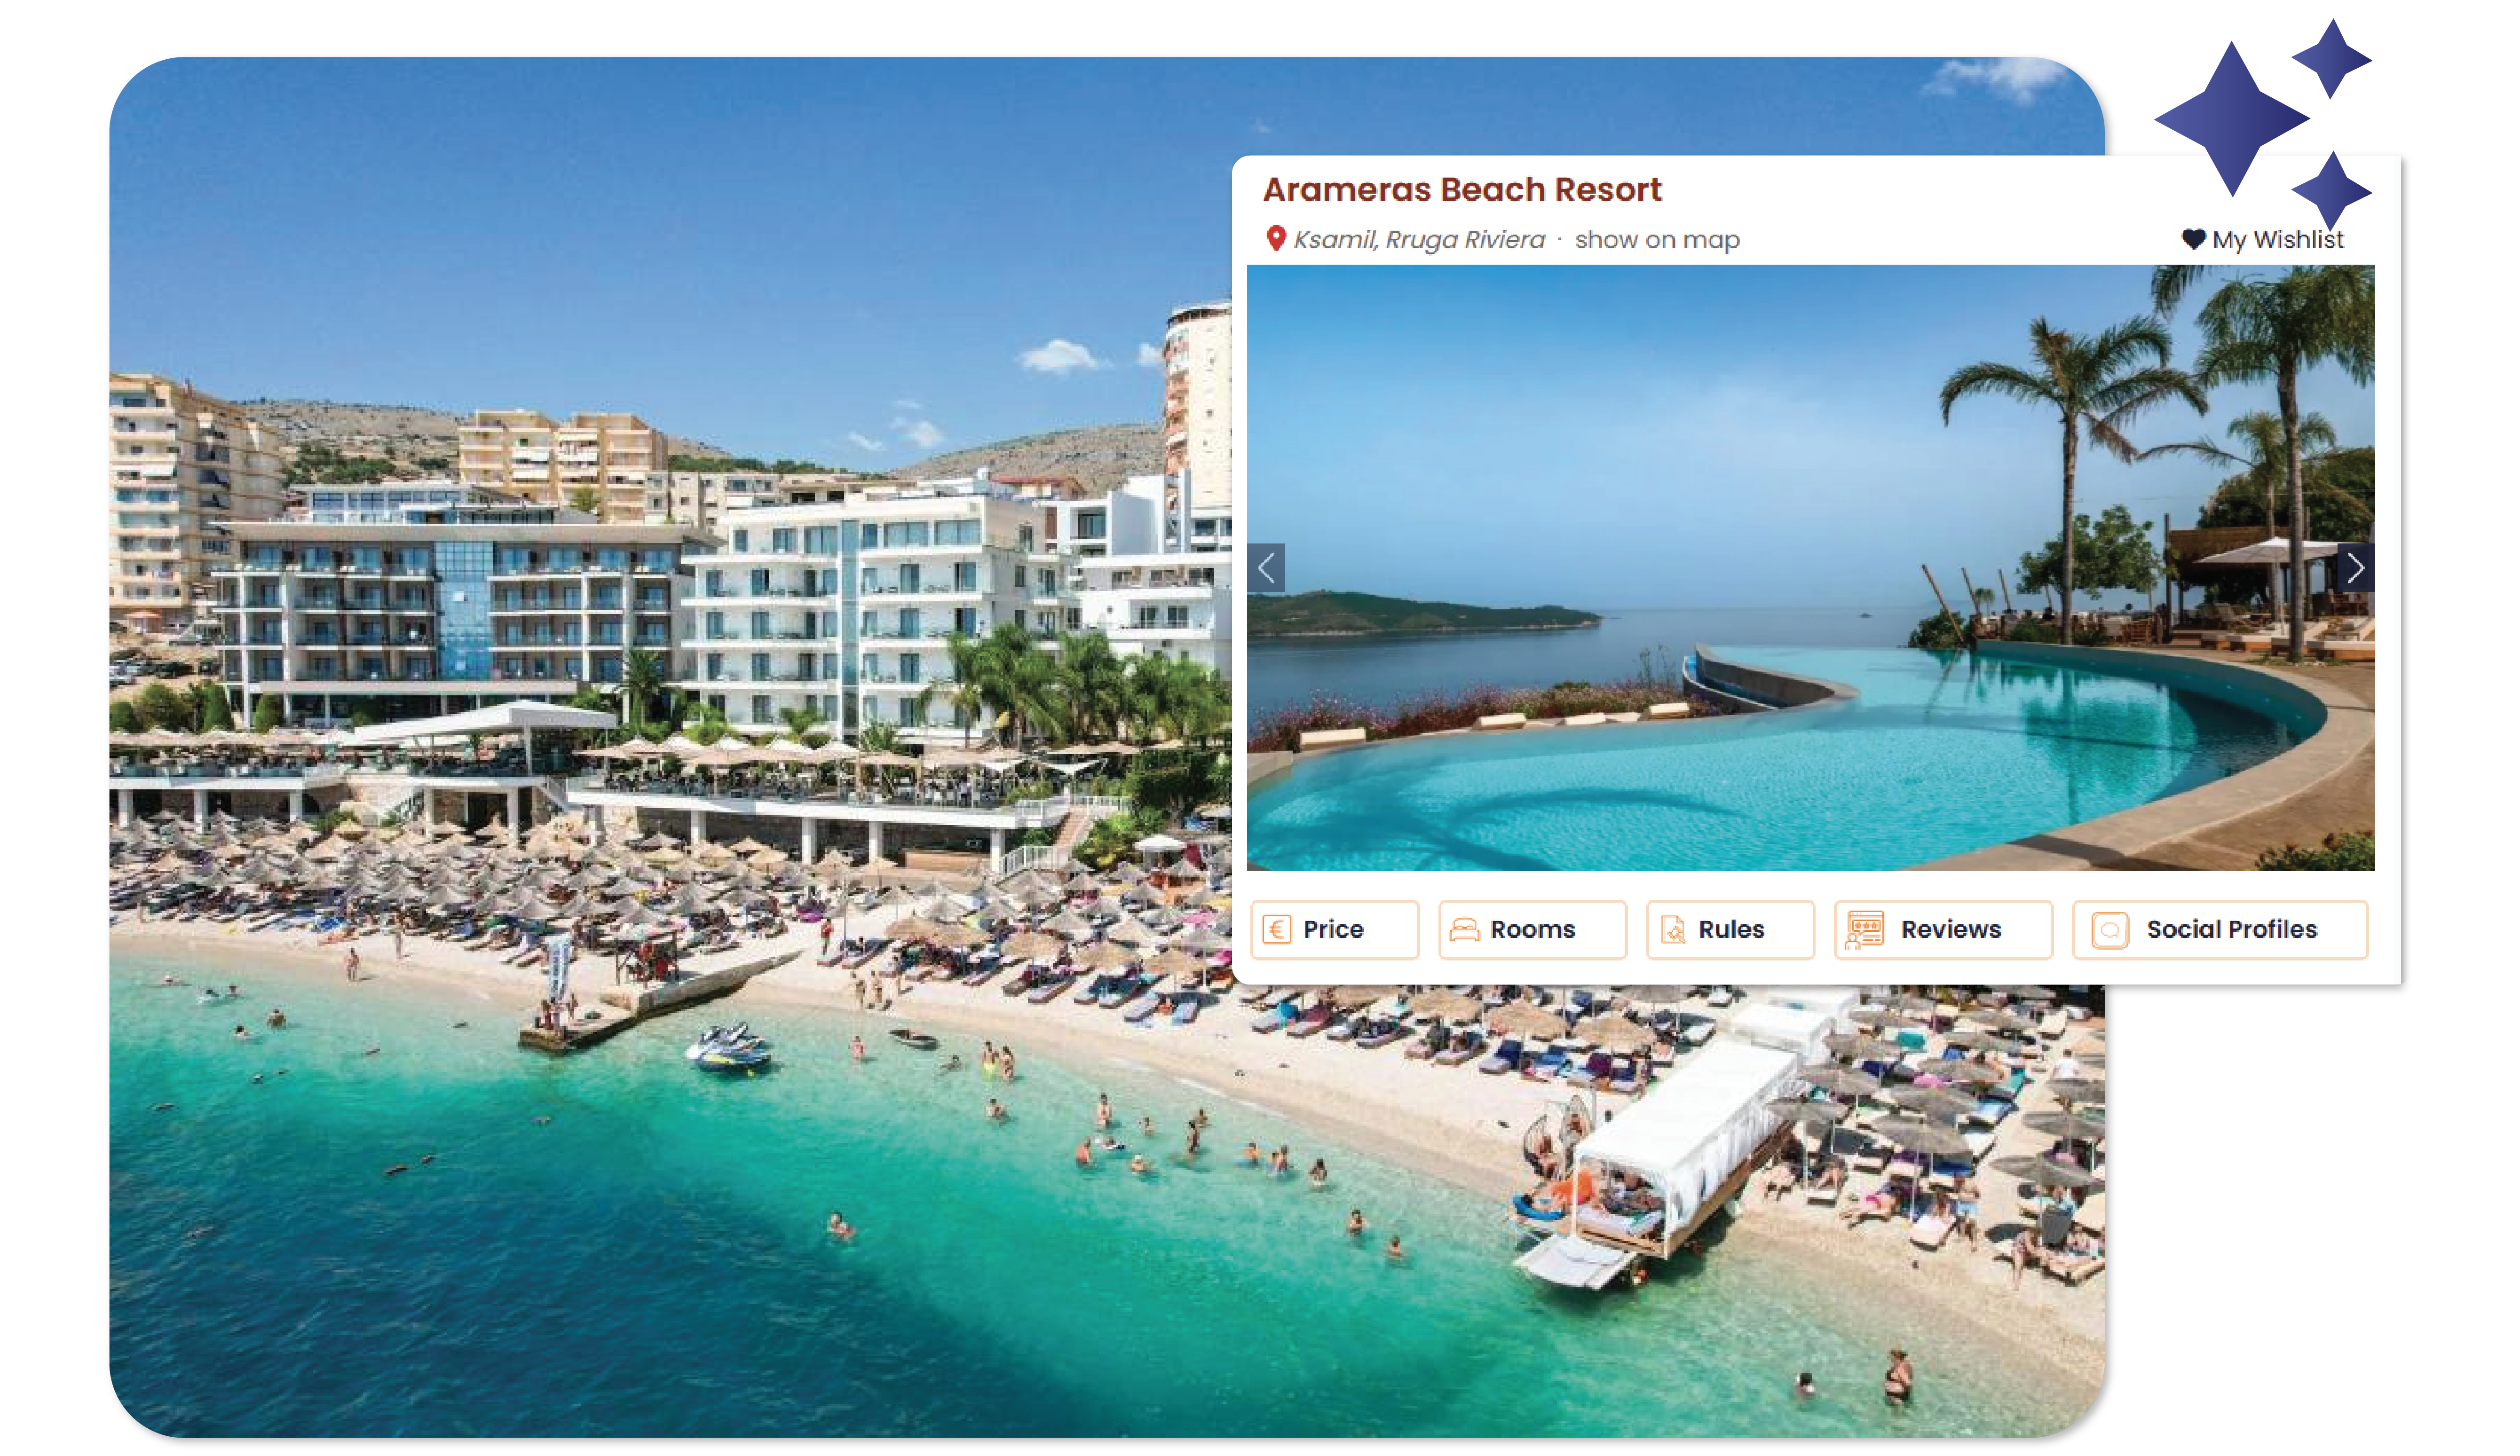 Arameras Beach Resort
Ksamil, Rruga Riviera · show on map
My Wishlist
Price
Rooms
Rules
Reviews
Social Profiles